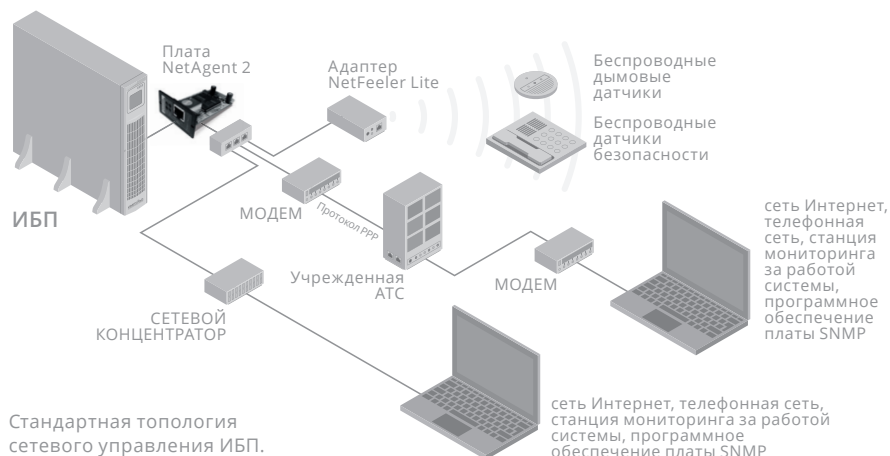 Плата
NetAgent 2
Адаптер
NetFeeler Lite
Беспроводные
дымовые
датчики
Беспроводные
датчики
безопасности
ИБП
МОДЕМ
Протокол PPP
Учрежденная
АТС
МОДЕМ
сеть Интернет,
телефонная
сеть, станция
мониторинга
за работой
системы,
программное
обеспечение
платы SNMP
СЕТЕВОЙ
КОНЦЕНТРАТОР
сеть Интернет, телефонная сеть,
станция мониторинга за работой
системы, программное
обеспечение платы SNMP
Стандартная топология
сетевого управления ИБП.